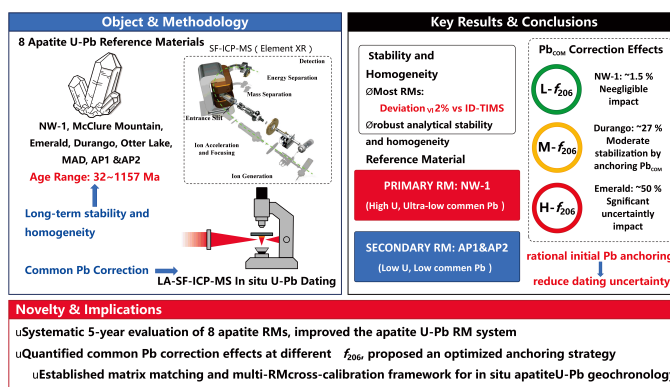 Object & Methodology
8 Apatite U-Pb Reference Materials
NW-1, McClure Mountain,
Emerald, Durango, Otter Lake,
MAD, AP1 &AP2
Age Range: 32~1157 Ma
Long-term stability and
homogeneity
Common Pb Correction
SF-ICP-MS ( Element XR )
Detection
Energy Separation
Mass Separation
Entrance Slit
Ion Acceleration
and Focusing
Ion Generation
LA-SF-ICP-MS In situ U-Pb Dating
Key Results & Conclusions
Stability and
Homogeneity
ØMost RMs:
Deviation ≤2% vs ID-TIMS
Ørobust analytical stability
and homogeneity
Reference Material
PRIMARY RM: NW-1
(High U, Ultra-low commen Pb )
SECONDARY RM: AP1&AP2
(Low U, Low commen Pb )
PbCOM Correction Effects
L-f206
NW-1: ~1.5 %
Neegligible
impact
M-f206
Durango: ~27 %
Moderate
stabilization by
anchoring PbCOM
H-f206
Emerald: ~50 %
Sgnificant
uncertaintly
impact
rational initial Pb anchoring
reduce dating uncertainty
Novelty & Implications
uSystematic 5-year evaluation of 8 apatite RMs, improved the apatite U-Pb RM system
uQuantified common Pb correction effects at different f206, proposed an optimized anchoring strategy
uEstablished matrix matching and multi-RMcross-calibration framework for in situ apatiteU-Pb geochronolog